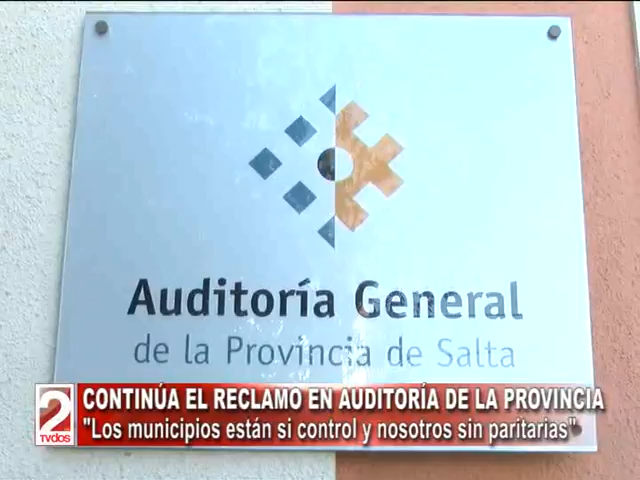 Auditoría General
de la Provincia de Salta
2
TVDOS
CONTINÚA EL RECLAMO EN AUDITORÍA DE LA PROVINCIA
"Los municipios están si control y nosotros sin paritarias"